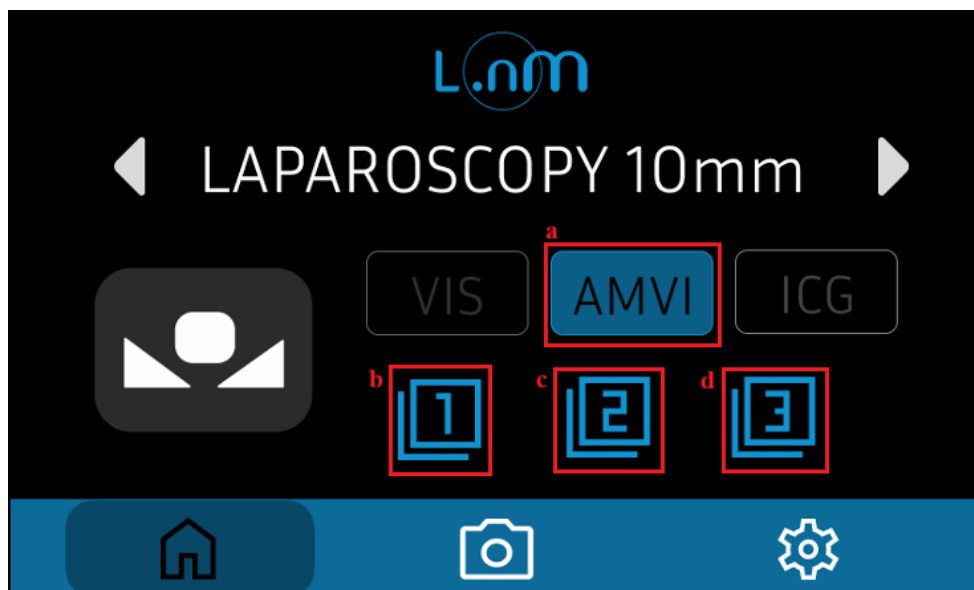 L.nm
LAPAROSCOPY 10mm
a
VIS AMVI ICG
b 1 c 2 d 3